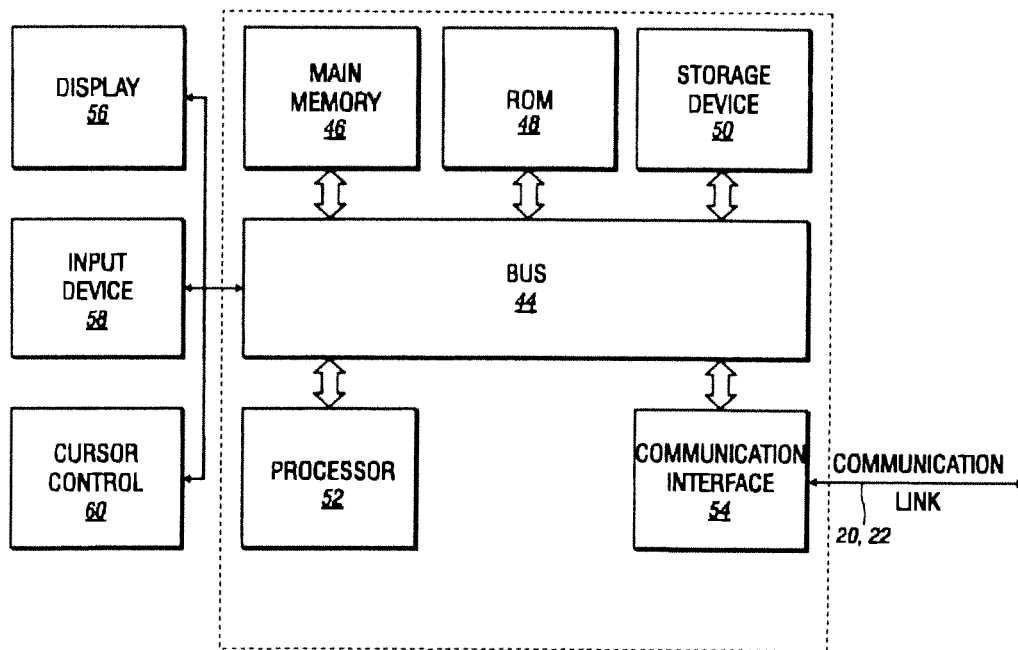 DISPLAY
56
MAIN
MEMORY
46
ROM
48
STORAGE
DEVICE
50
INPUT
DEVICE
58
BUS
44
CURSOR
CONTROL
60
PROCESSOR
52
COMMUNICATION
INTERFACE
54
COMMUNICATION
LINK
20, 22